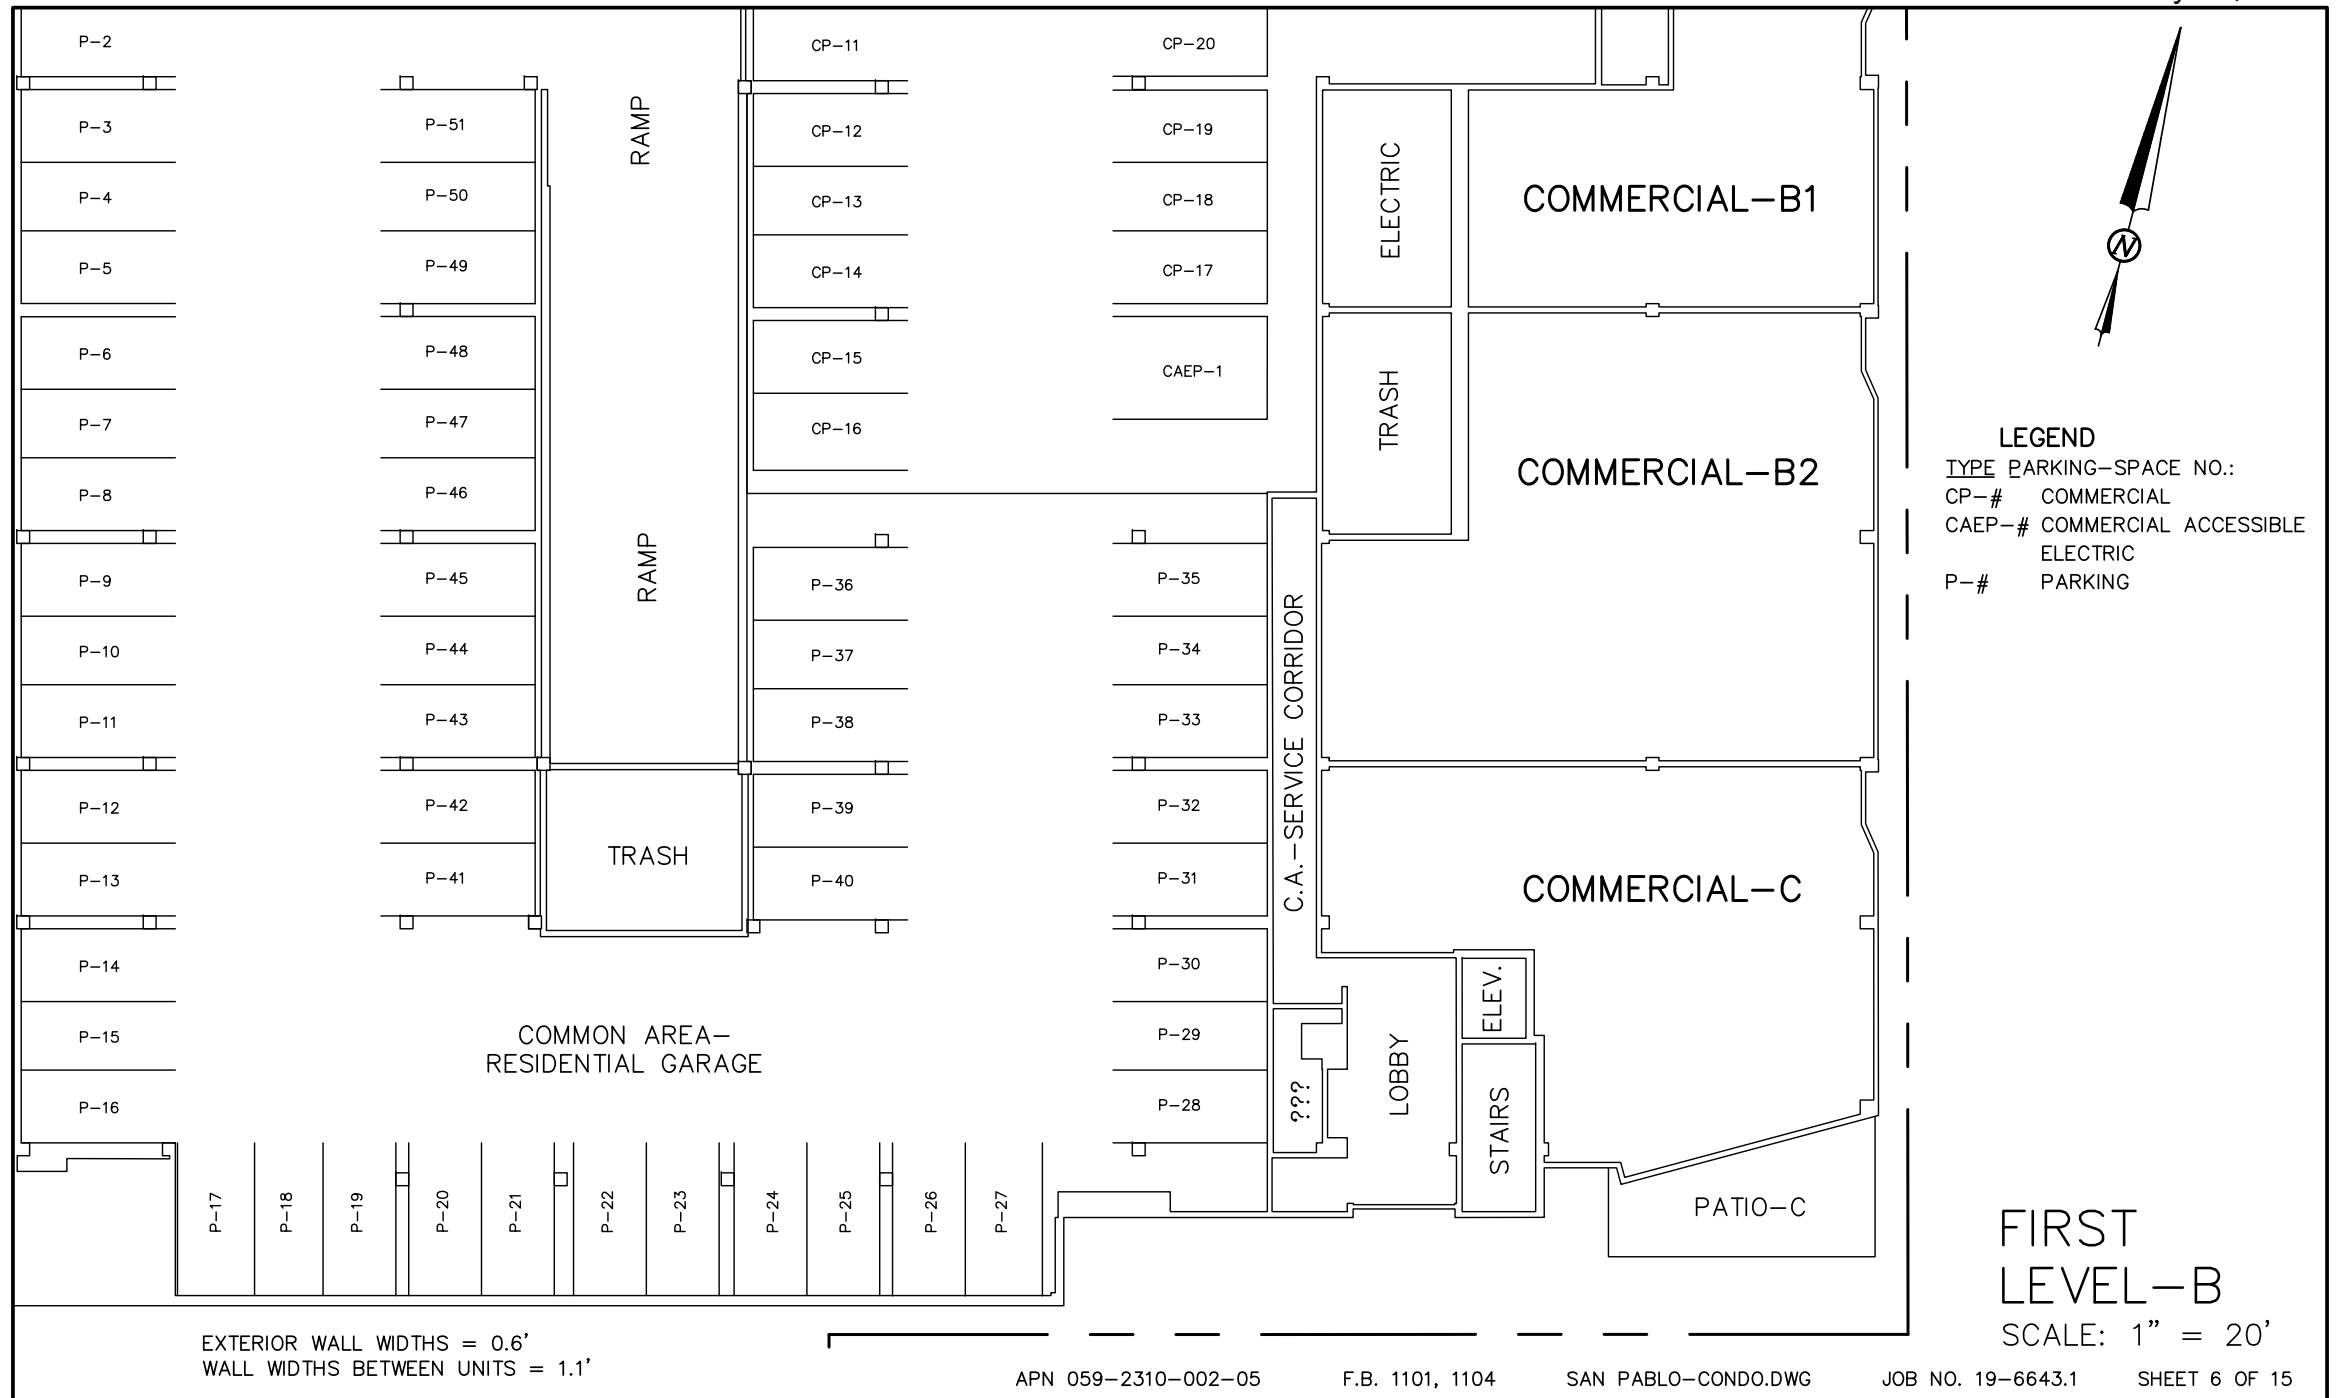 P-2
P-3
P-4
P-5
P-6
P-7
P-8
P-9
P-10
P-11
P-12
P-13
P-14
P-15
P-16
P-17
P-18
P-19
P-20
P-21
P-22
P-23
P-24
P-25
P-26
P-27
P-51
P-50
P-49
P-48
P-47
P-46
P-45
P-44
P-43
P-42
P-41
RAMP
RAMP
TRASH
COMMON AREA-
RESIDENTIAL GARAGE
CP-11
CP-12
CP-13
CP-14
CP-15
CP-16
P-36
P-37
P-38
P-39
P-40
CP-20
CP-19
CP-18
CP-17
CAEP-1
P-35
P-34
P-33
P-32
P-31
P-30
P-29
P-28
C.A.-SERVICE CORRIDOR
ELECTRIC
TRASH
COMMERCIAL-B1
COMMERCIAL-B2
COMMERCIAL-C
ELEV.
LOBBY
???
STAIRS
PATIO-C
N
LEGEND
TYPE PARKING-SPACE NO.:
CP-# COMMERCIAL
CAEP-# COMMERCIAL ACCESSIBLE
ELECTRIC
P-# PARKING
FIRST
LEVEL-B
SCALE: 1" = 20'
EXTERIOR WALL WIDTHS = 0.6'
WALL WIDTHS BETWEEN UNITS = 1.1'
APN 059-2310-002-05 F.B. 1101, 1104 SAN PABLO-CONDO.DWG JOB NO. 19-6643.1 SHEET 6 OF 15